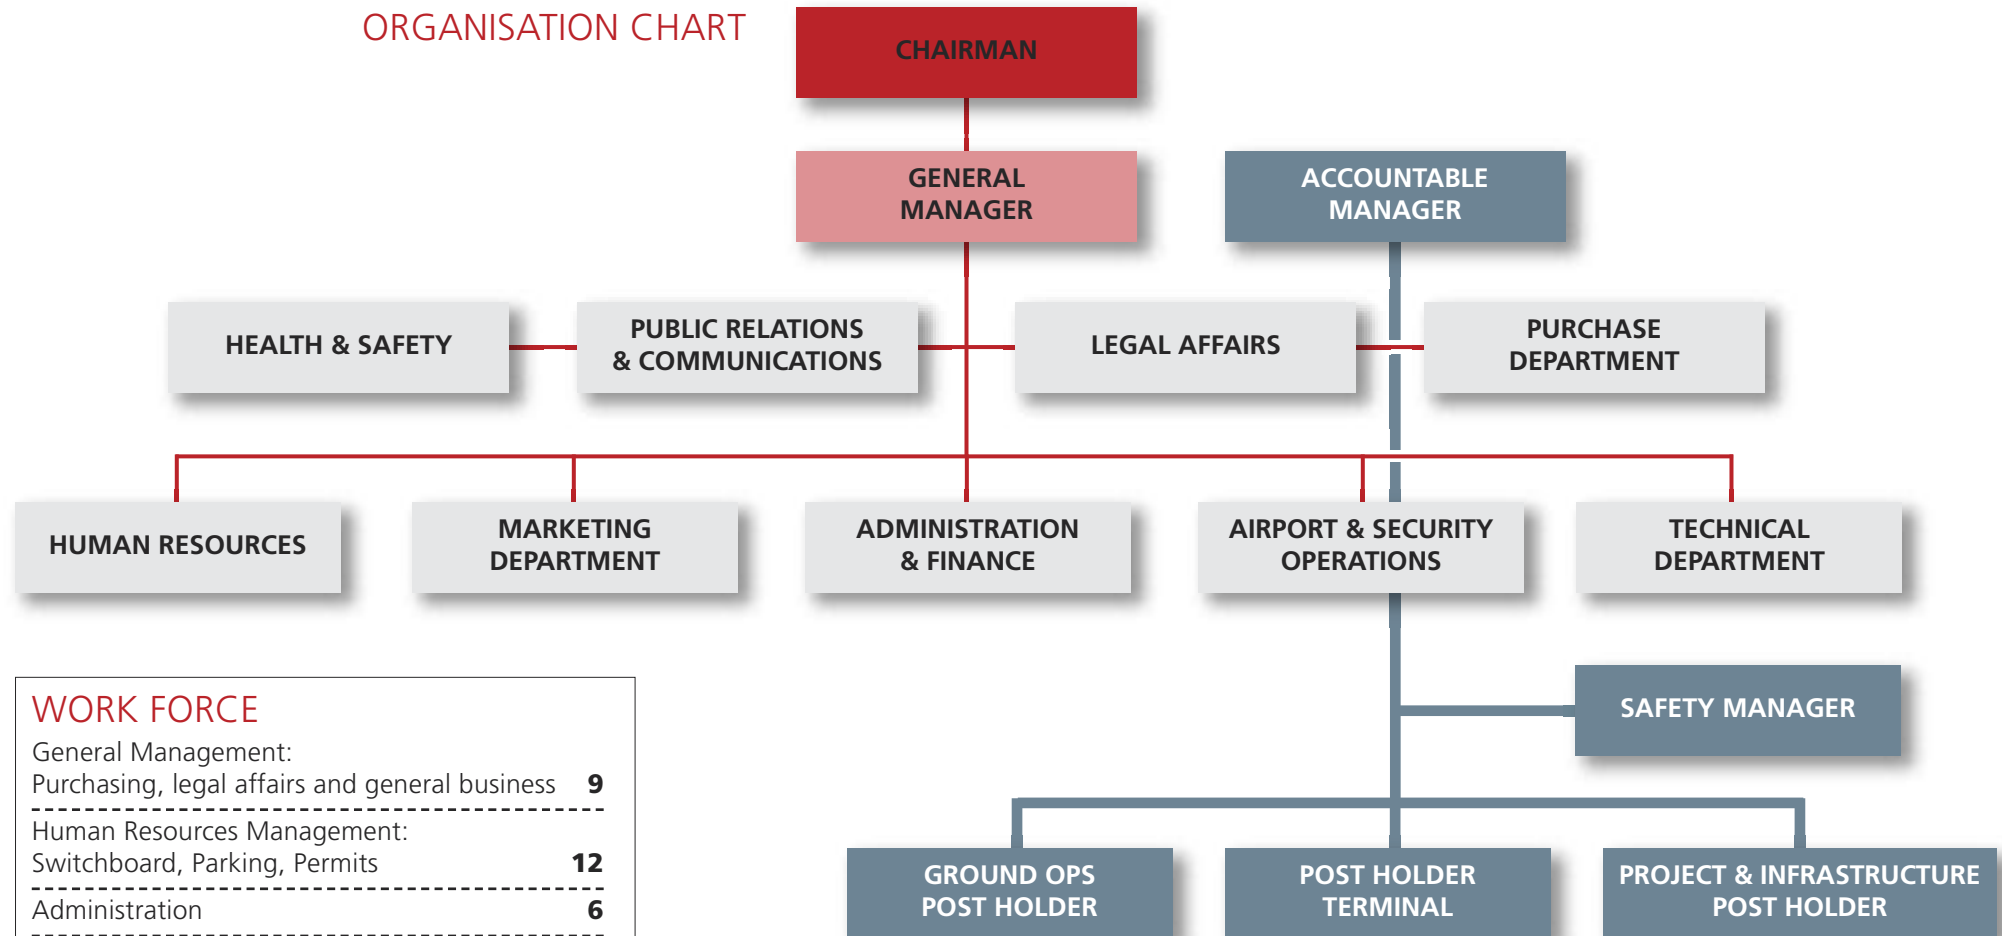 ORGANISATION CHART
CHAIRMAN
GENERAL
MANAGER
ACCOUNTABLE
MANAGER
HEALTH & SAFETY
PUBLIC RELATIONS
& COMMUNICATIONS
LEGAL AFFAIRS
PURCHASE
DEPARTMENT
HUMAN RESOURCES
MARKETING
DEPARTMENT
ADMINISTRATION
& FINANCE
AIRPORT & SECURITY
OPERATIONS
TECHNICAL
DEPARTMENT
SAFETY MANAGER
GROUND OPS
POST HOLDER
POST HOLDER
TERMINAL
PROJECT & INFRASTRUCTURE
POST HOLDER
WORK FORCE
General Management:
Purchasing, legal affairs and general business 9
Human Resources Management:
Switchboard, Parking, Permits 12
Administration 6